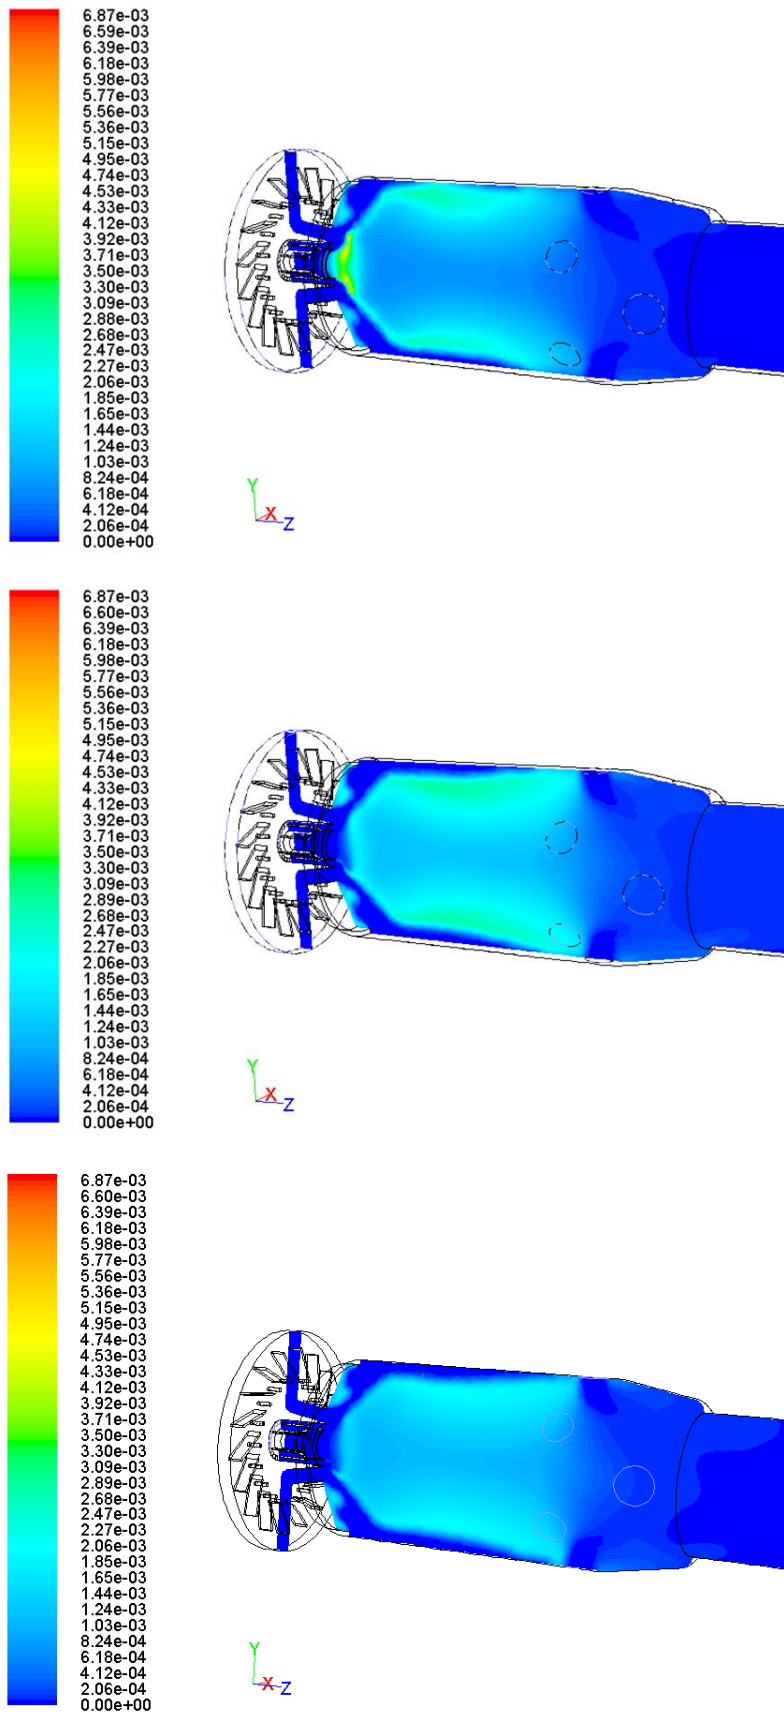 6.87e-03
6.59e-03
6.39e-03
6.18e-03
5.98e-03
5.77e-03
5.56e-03
5.36e-03
5.15e-03
4.95e-03
4.74e-03
4.53e-03
4.33e-03
4.12e-03
3.92e-03
3.71e-03
3.50e-03
3.30e-03
3.09e-03
2.88e-03
2.68e-03
2.47e-03
2.27e-03
2.06e-03
1.85e-03
1.65e-03
1.44e-03
1.24e-03
1.03e-03
8.24e-04
6.18e-04
4.12e-04
2.06e-04
0.00e+00
Y
X
Z
6.87e-03
6.60e-03
6.39e-03
6.18e-03
5.98e-03
5.77e-03
5.56e-03
5.36e-03
5.15e-03
4.95e-03
4.74e-03
4.53e-03
4.33e-03
4.12e-03
3.92e-03
3.71e-03
3.50e-03
3.30e-03
3.09e-03
2.89e-03
2.68e-03
2.47e-03
2.27e-03
2.06e-03
1.85e-03
1.65e-03
1.44e-03
1.24e-03
1.03e-03
8.24e-04
6.18e-04
4.12e-04
2.06e-04
0.00e+00
Y
X
Z
6.87e-03
6.60e-03
6.39e-03
6.18e-03
5.98e-03
5.77e-03
5.56e-03
5.36e-03
5.15e-03
4.95e-03
4.74e-03
4.53e-03
4.33e-03
4.12e-03
3.92e-03
3.71e-03
3.50e-03
3.30e-03
3.09e-03
2.89e-03
2.68e-03
2.47e-03
2.27e-03
2.06e-03
1.85e-03
1.65e-03
1.44e-03
1.24e-03
1.03e-03
8.24e-04
6.18e-04
4.12e-04
2.06e-04
0.00e+00
Y
X
Z